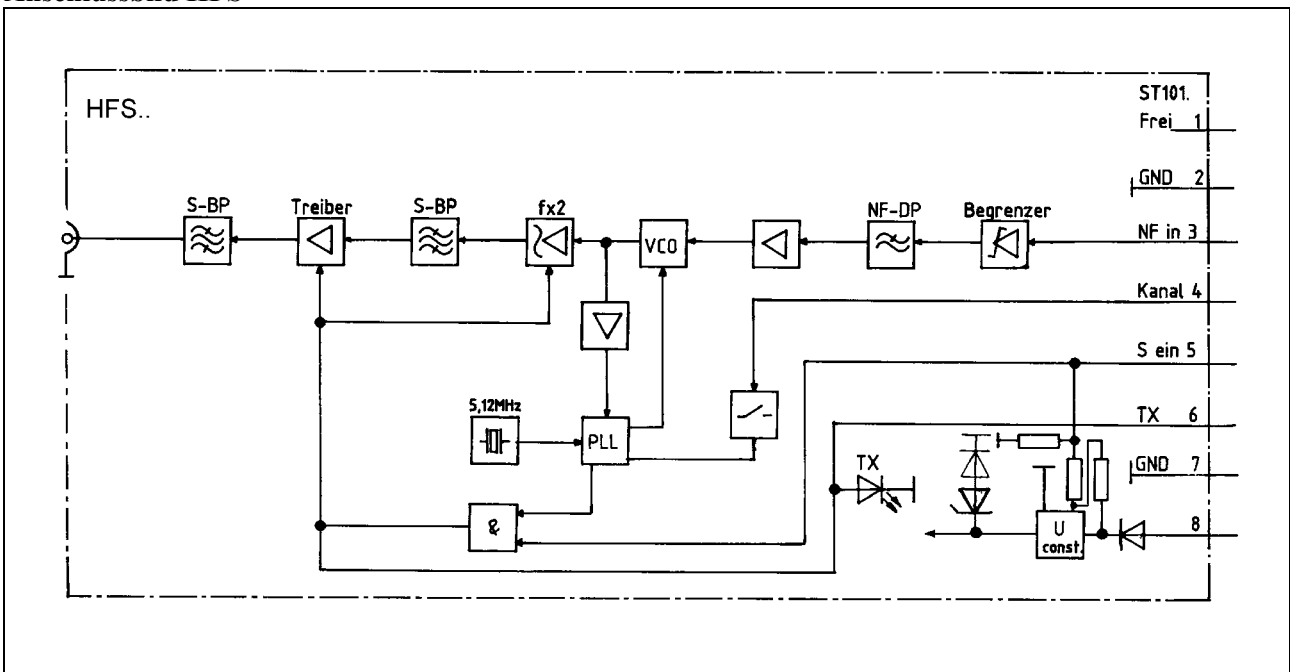 HFS..
ST101.
Frei 1
GND 2
S-BP
Treiber
S-BP
fx2
NF-DP
Begrenzer
VCO
NF in 3
Kanal 4
S ein 5
5,12MHz
PLL
TX 6
TX
GND 7
&
U
const.
8